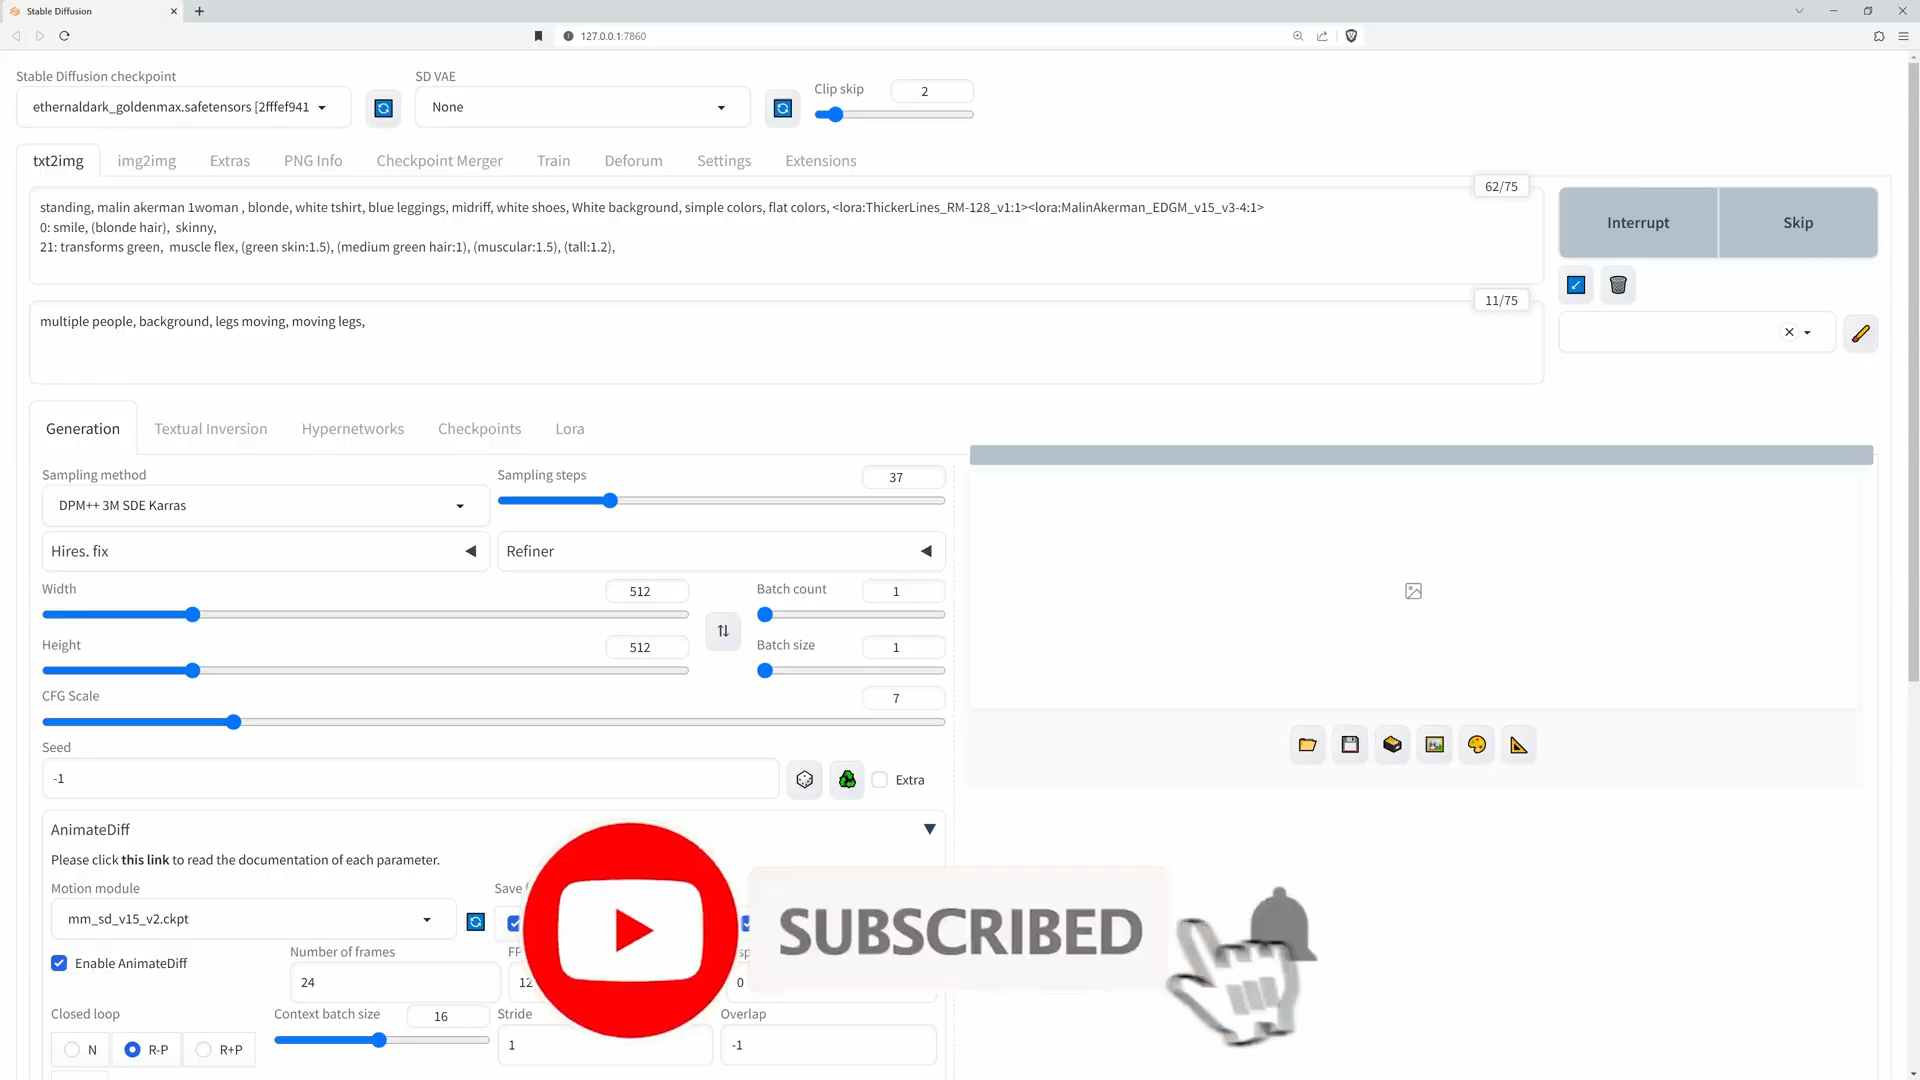 Stable Diffusion
127.0.0.1:7860
Stable Diffusion checkpoint
SD VAE
Clip skip
2
ethernaldark_goldenmax.safetensors [2fffef941
None
txt2img
img2img
Extras
PNG Info
Checkpoint Merger
Train
Deforum
Settings
Extensions
62/75
standing, malin akerman 1woman , blonde, white tshirt, blue leggings, midriff, white shoes, White background, simple colors, flat colors, <lora:ThickerLines_RM-128_v1:1><lora:MalinAkerman_EDGM_v15_v3-4:1>
0: smile, (blonde hair), skinny,
21: transforms green, muscle flex, (green skin:1.5), (medium green hair:1), (muscular:1.5), (tall:1.2),
Interrupt
Skip
11/75
multiple people, background, legs moving, moving legs,
Generation
Textual Inversion
Hypernetworks
Checkpoints
Lora
Sampling method
Sampling steps
37
DPM++ 3M SDE Karras
Hires. fix
Refiner
Width
512
Batch count
1
Height
512
Batch size
1
CFG Scale
7
Seed
-1
Extra
AnimateDiff
Please click this link to read the documentation of each parameter.
Motion module
Save
mm_sd_v15_v2.ckpt
SUBSCRIBED
Enable AnimateDiff
Number of frames
24
FP
12
0
Closed loop
Context batch size
16
Stride
Overlap
N
R-P
R+P
1
-1